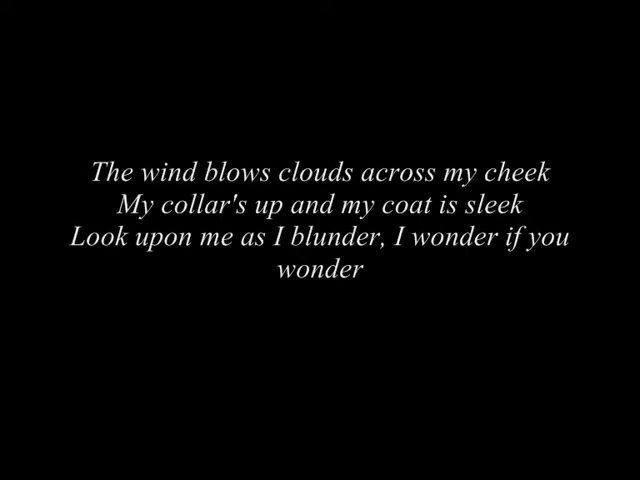 The wind blows clouds across my cheek
My collar's up and my coat is sleek
Look upon me as I blunder, I wonder if you
wonder